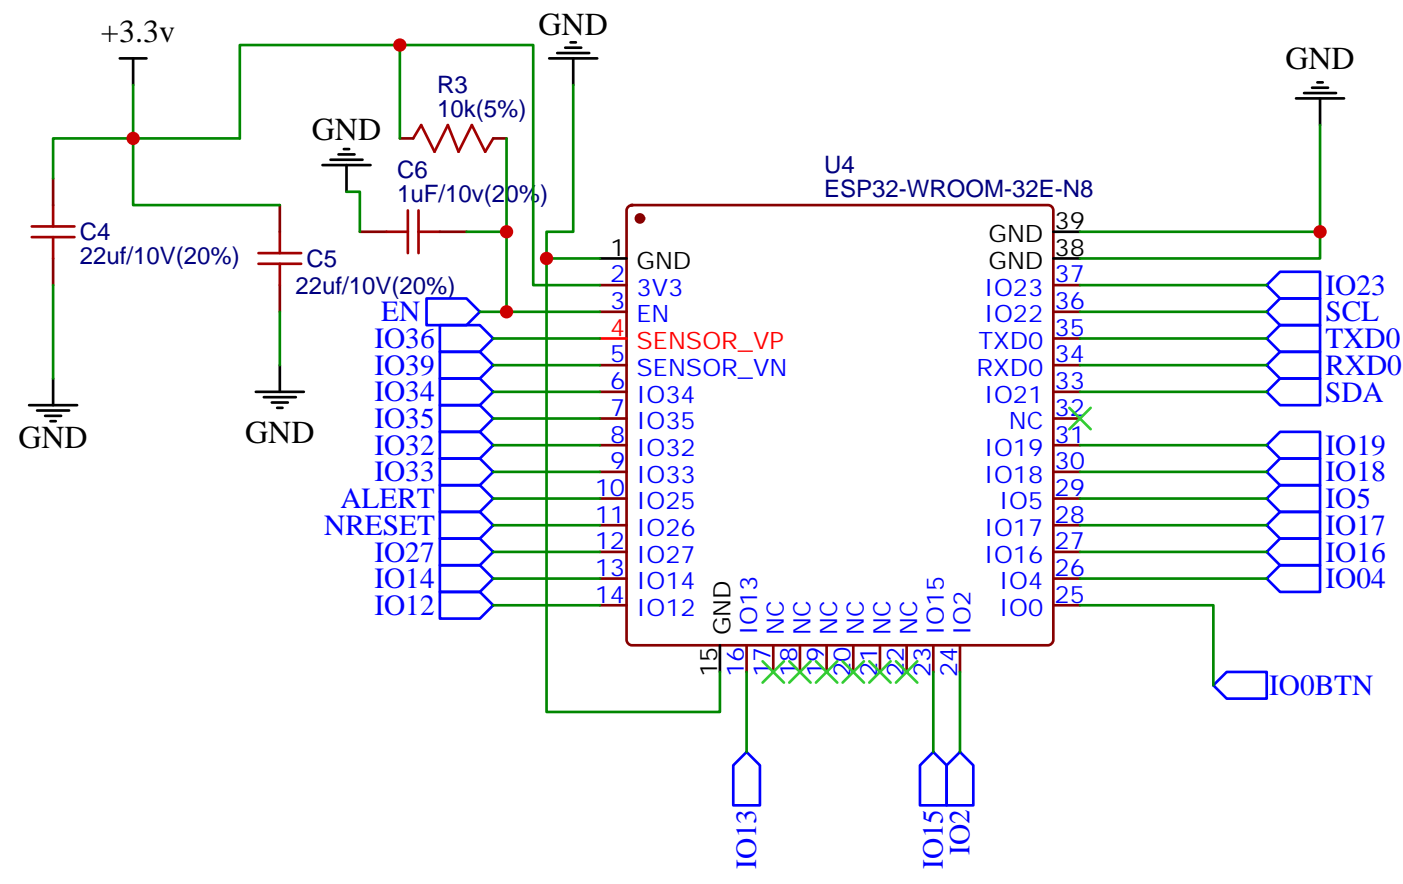 +3.3v
GND
GND
R3
10k(5%)
GND
C6
1uF/10v(20%)
U4
ESP32-WROOM-32E-N8
C4
22uf/10V(20%)
C5
22uf/10V(20%)
GND
GND
1 GND
2 3V3
EN 3 EN
IO36 4 SENSOR_VP
IO39 5 SENSOR_VN
IO34 6 IO34
IO35 7 IO35
IO32 8 IO32
IO33 9 IO33
ALERT 10 IO25
NRESET 11 IO26
IO27 12 IO27
IO14 13 IO14
IO12 14 IO12
GND 39
GND 38
IO23 37 IO23
IO22 36 SCL
TXD0 35 TXD0
RXD0 34 RXD0
IO21 33 SDA
NC 32
IO19 31 IO19
IO18 30 IO18
IO5 29 IO5
IO17 28 IO17
IO16 27 IO16
IO4 26 IO04
IO0 25
IO0BTN
GND 15
IO13 16 IO13
NC 17
NC 18
NC 19
NC 20
NC 21
NC 22
IO15 23 IO15
IO2 24 IO2